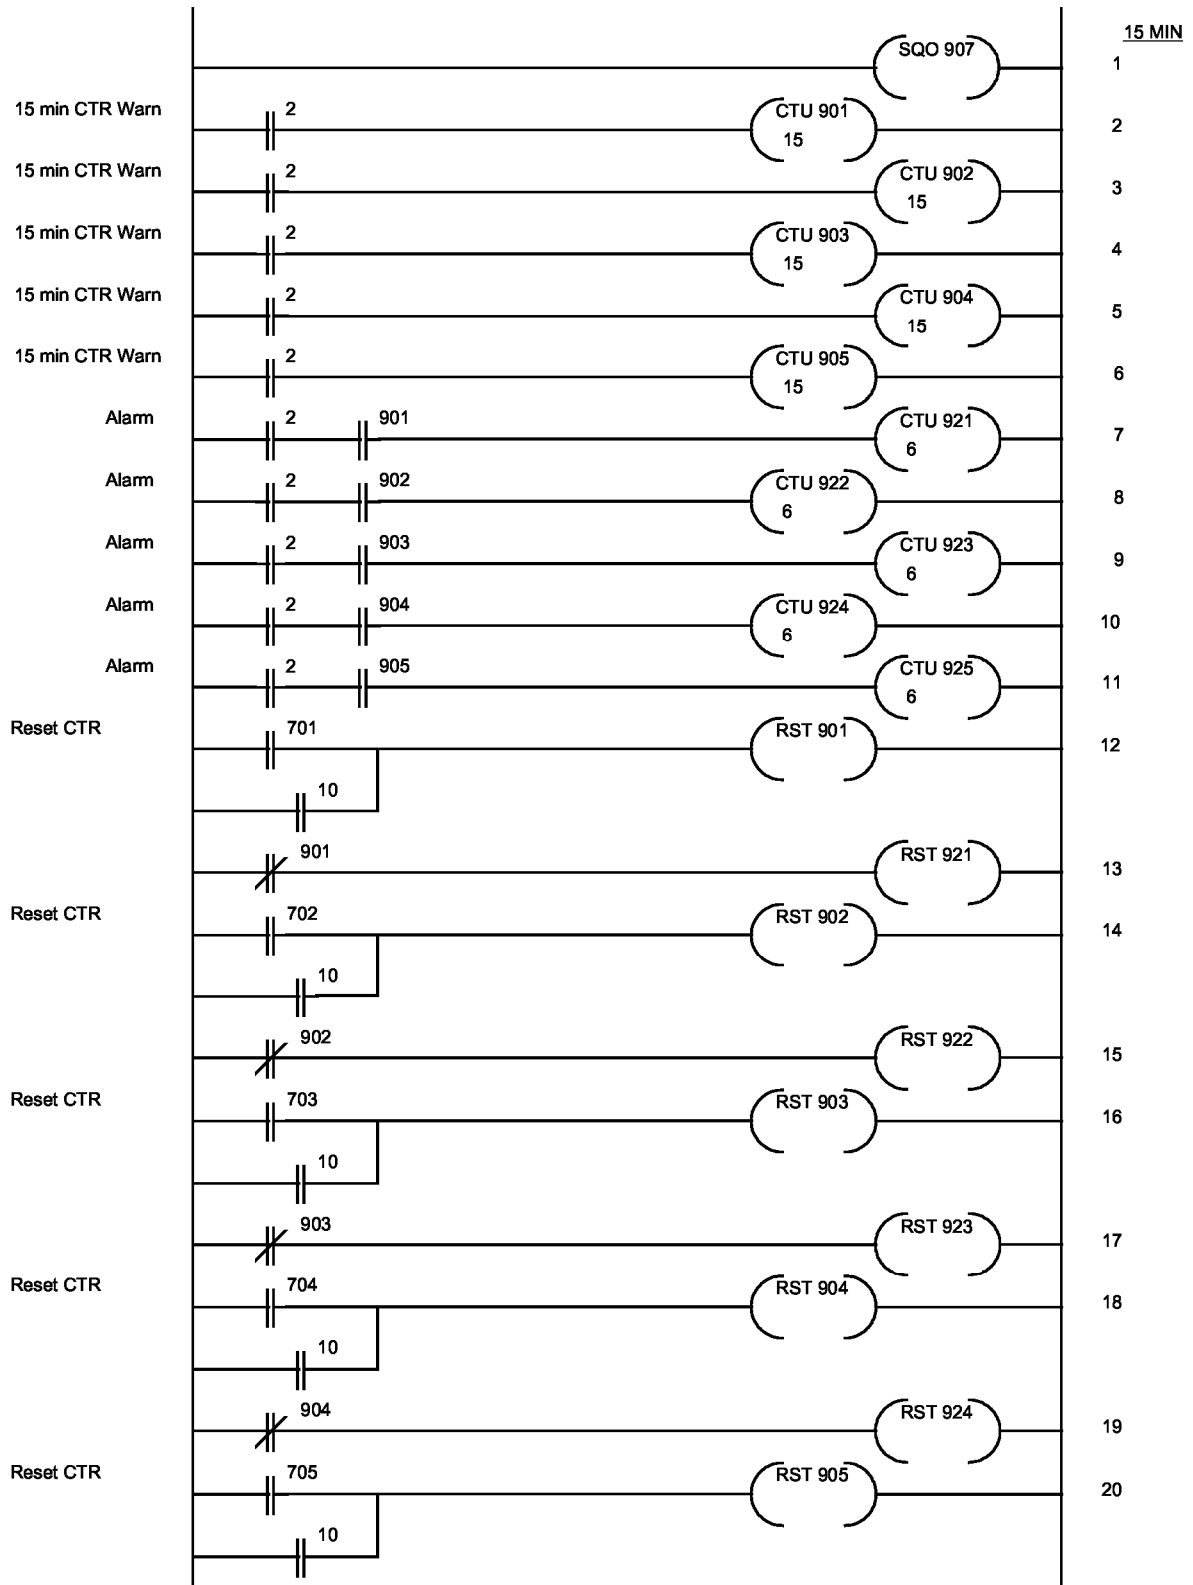 15 MIN
SQO 907
1
15 min CTR Warn
2
CTU 901
15
2
15 min CTR Warn
2
CTU 902
15
3
15 min CTR Warn
2
CTU 903
15
4
15 min CTR Warn
2
CTU 904
15
5
15 min CTR Warn
2
CTU 905
15
6
Alarm
2
901
CTU 921
6
7
Alarm
2
902
CTU 922
6
8
Alarm
2
903
CTU 923
6
9
Alarm
2
904
CTU 924
6
10
Alarm
2
905
CTU 925
6
11
Reset CTR
701
RST 901
12
10
901
RST 921
13
Reset CTR
702
RST 902
14
10
902
RST 922
15
Reset CTR
703
RST 903
16
10
903
RST 923
17
Reset CTR
704
RST 904
18
10
904
RST 924
19
Reset CTR
705
RST 905
20
10